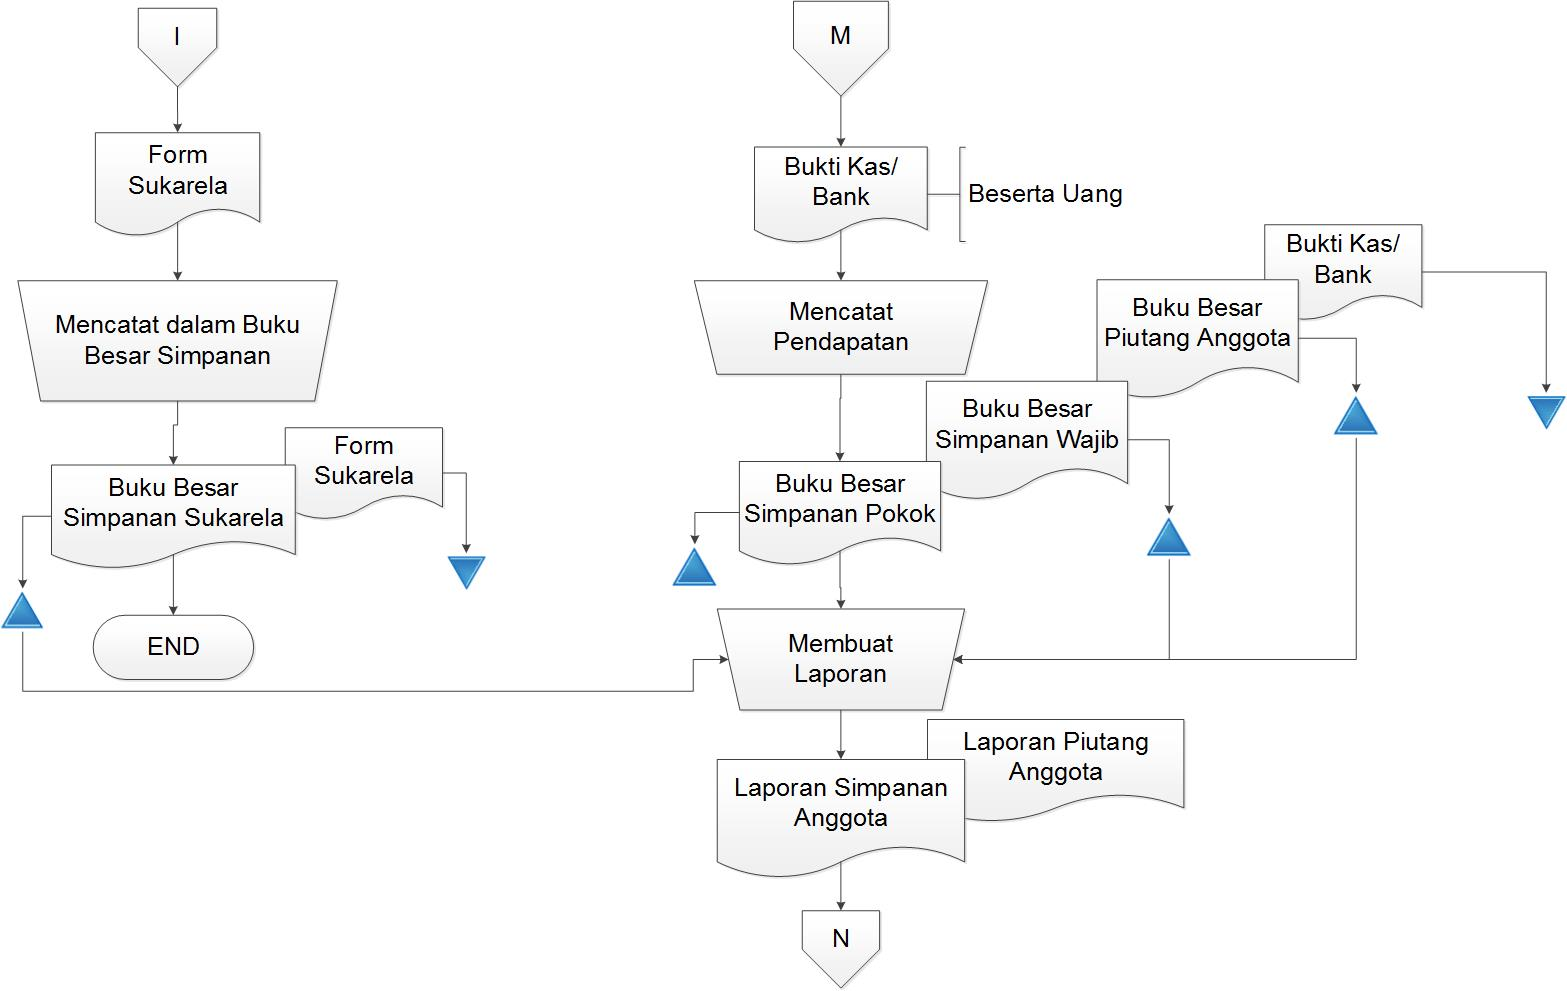 I
Form
Sukarela
Mencatat dalam Buku
Besar Simpanan
Form
Sukarela
Buku Besar
Simpanan Sukarela
END
M
Bukti Kas/
Bank
Beserta Uang
Mencatat
Pendapatan
Bukti Kas/
Bank
Buku Besar
Piutang Anggota
Buku Besar
Simpanan Wajib
Buku Besar
Simpanan Pokok
Membuat
Laporan
Laporan Piutang
Anggota
Laporan Simpanan
Anggota
N